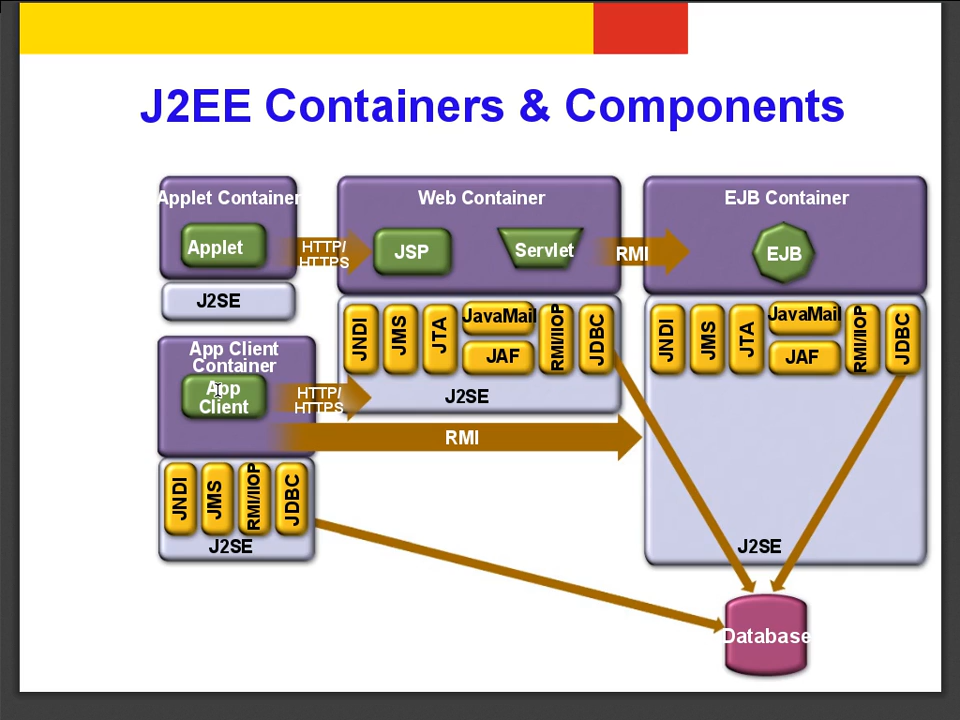 J2EE Containers & Components
Applet Container
Applet
J2SE
HTTP/
HTTPS
Web Container
JSP
Servlet
RMI
EJB Container
EJB
JNDI
JMS
JTA
JavaMail
JAF
RMI/IIOP
JDBC
J2SE
JNDI
JMS
JTA
JavaMail
JAF
RMI/IIOP
JDBC
J2SE
App Client
Container
App
Client
HTTP/
HTTPS
RMI
JNDI
JMS
RMI/IIOP
JDBC
J2SE
Database